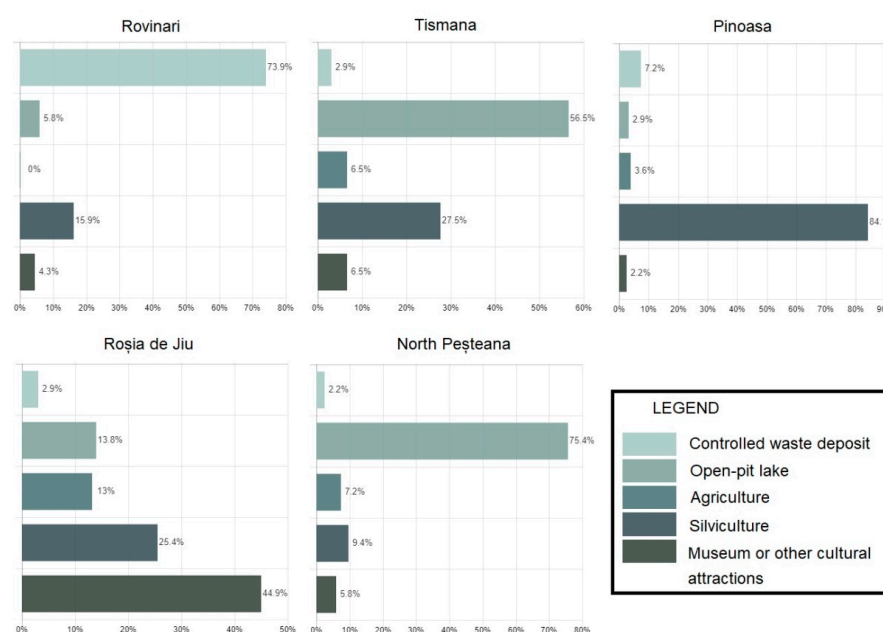 Rovinari
73.9%
5.8%
0%
15.9%
4.3%
0% 10% 20% 30% 40% 50% 60% 70% 80%
Tismana
2.9%
56.5%
6.5%
27.5%
6.5%
0% 10% 20% 30% 40% 50% 60%
Pinoasa
7.2%
2.9%
3.6%
84.
2.2%
0% 10% 20% 30% 40% 50% 60% 70% 80%
Roșia de Jiu
2.9%
13.8%
13%
25.4%
44.9%
0% 10% 20% 30% 40% 50%
North Peșteana
2.2%
75.4%
7.2%
9.4%
5.8%
0% 10% 20% 30% 40% 50% 60% 70% 80%
LEGEND
Controlled waste deposit
Open-pit lake
Agriculture
Silviculture
Museum or other cultural
attractions